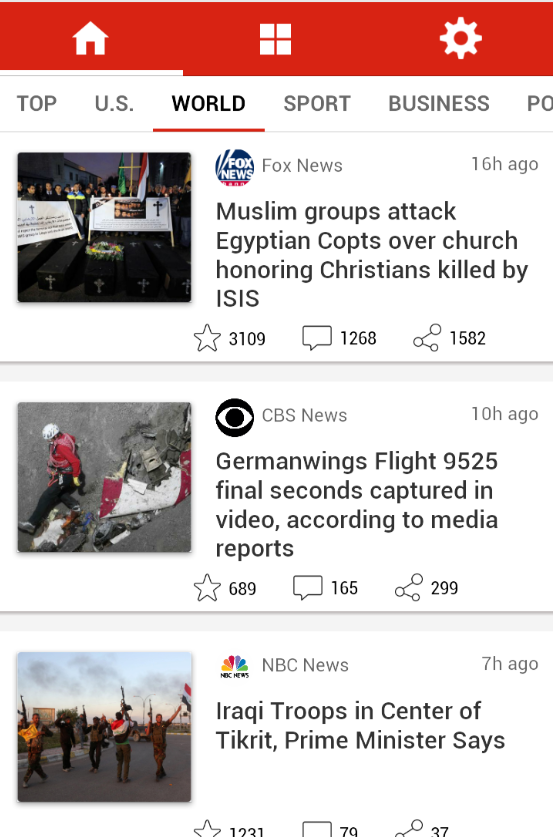 TOP U.S. WORLD SPORT BUSINESS PO
FOX
NEWS
Fox News 16h ago
Muslim groups attack
Egyptian Copts over church
honoring Christians killed by
ISIS
3109 1268 1582
CBS News 10h ago
Germanwings Flight 9525
final seconds captured in
video, according to media
reports
689 165 299
NBC NEWS
NBC News 7h ago
Iraqi Troops in Center of
Tikrit, Prime Minister Says
1231 79 37